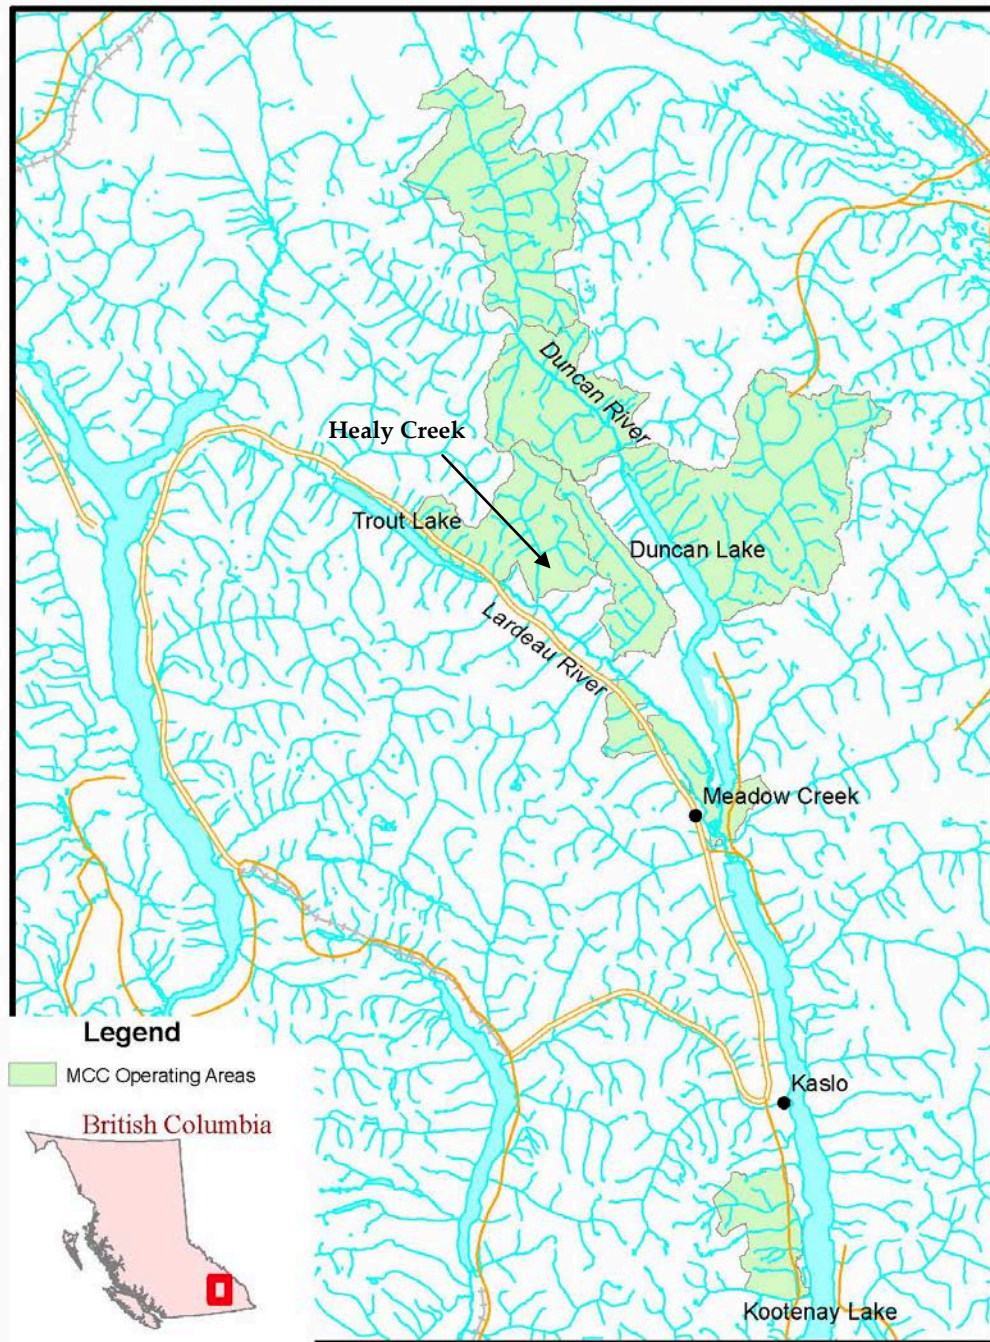 Duncan River
Healy Creek
Trout Lake
Duncan Lake
Lardeau River
Meadow Creek
Legend
MCC Operating Areas
Kaslo
British Columbia
Kootenay Lake